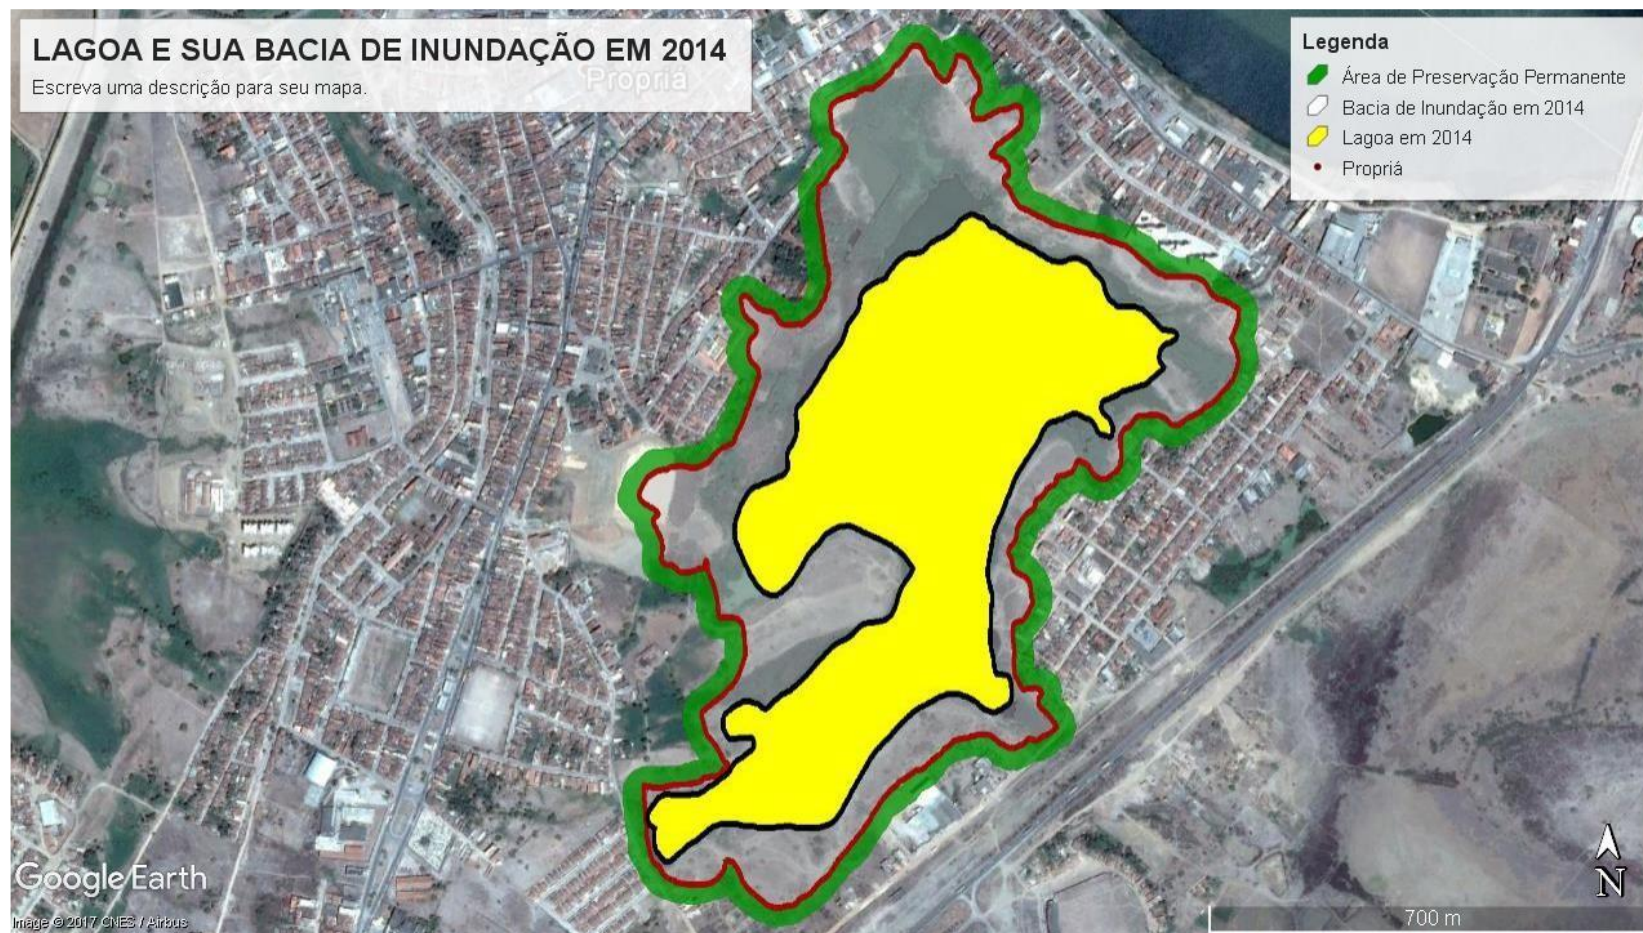 LAGOA E SUA BACIA DE INUNDAÇÃO EM 2014
Escreva uma descrição para seu mapa.
Propriá
Legenda
Área de Preservação Permanente
Bacia de Inundação em 2014
Lagoa em 2014
Propriá
Google Earth
Image © 2017 CNES / Airbus
N
700 m